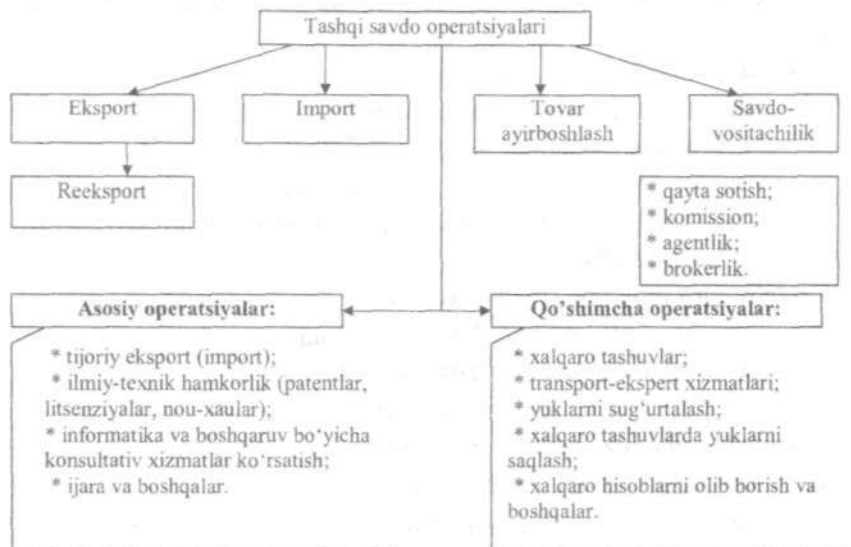 Tashqi savdo operatsiyalari
Eksport
Import
Tovar
ayirboshlash
Savdo-
vositachilik
Reeksport
* qayta sotish;
* komission;
* agentlik;
* brokerlik.
Asosiy operatsiyalar:
* tijoriy eksport (import);
* ilmiy-texnik hamkorlik (patentlar,
litsenziyalar, nou-xaular);
* informatika va boshqaruv bo‘yicha
konsultativ xizmatlar ko‘rsatish;
* ijara va boshqalar.
Qo’shimcha operatsiyalar:
* xalqaro tashuvlar;
* transport-ekspert xizmatlari;
* yuklarni sug‘urtalash;
* xalqaro tashuvlarda yuklarni
saqlash;
* xalqaro hisoblarni olib borish va
boshqalar.